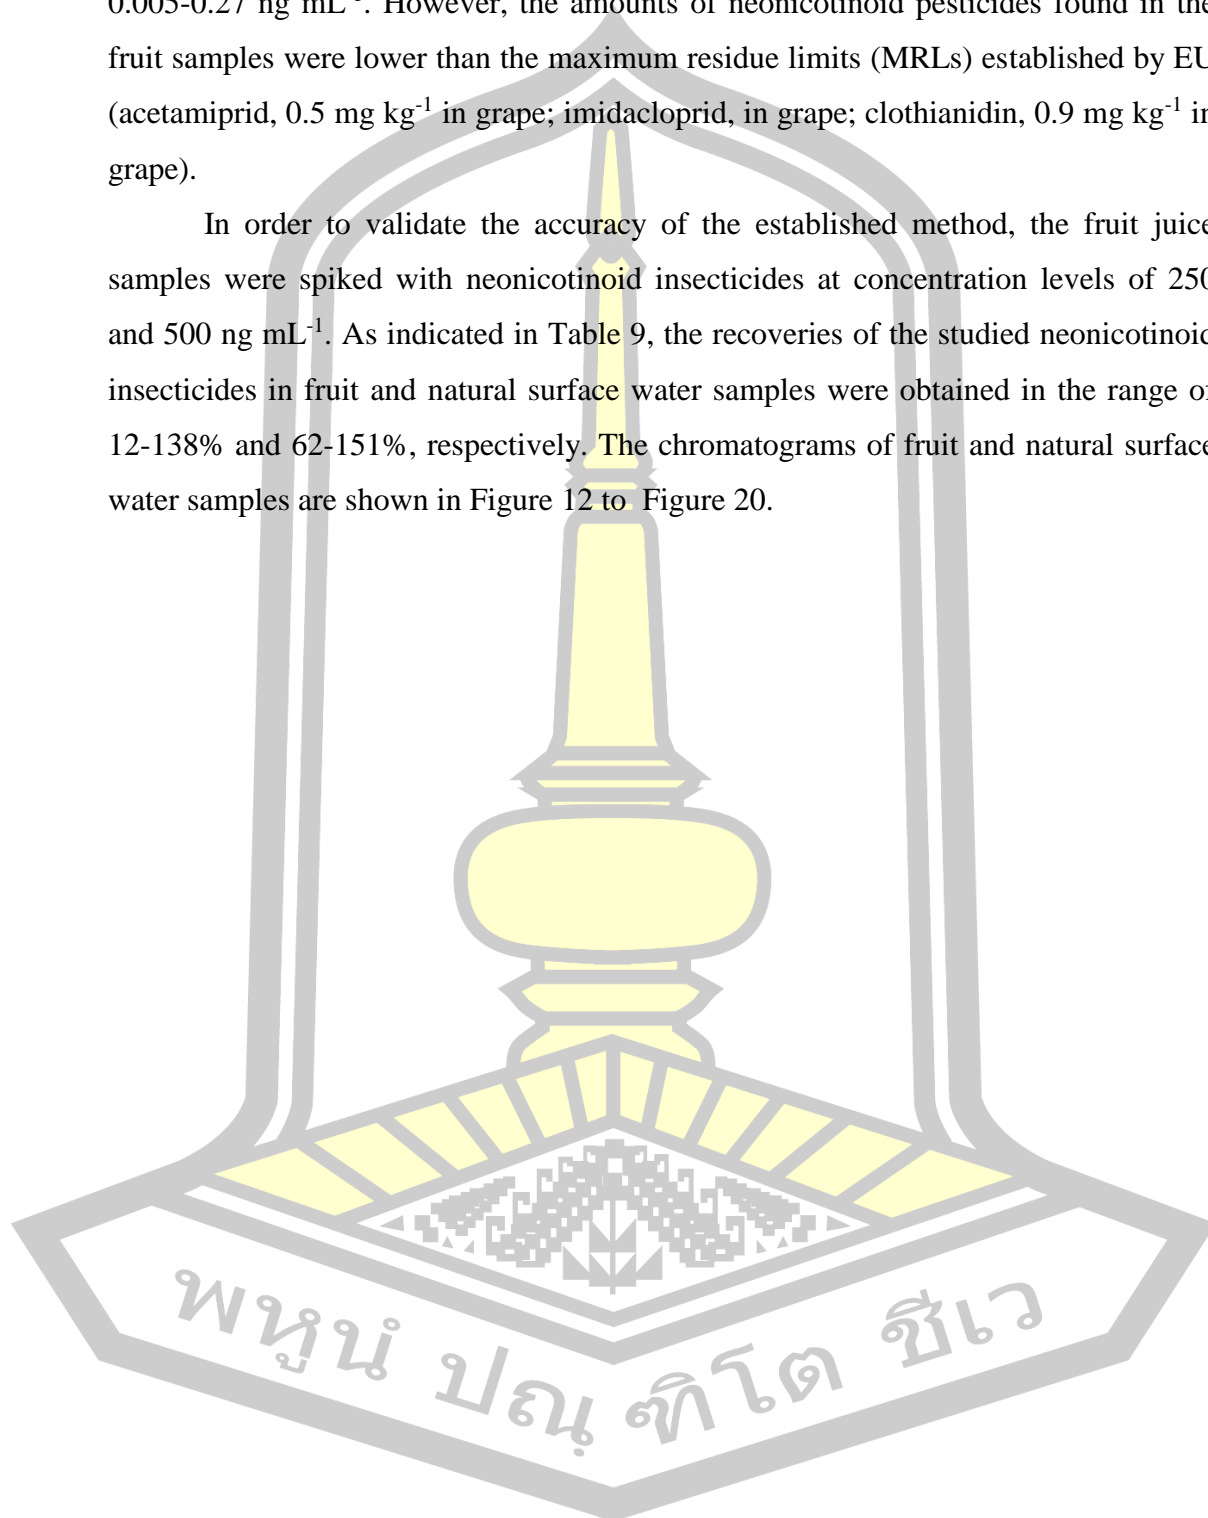 0.005-0.27 ng mL⁻¹. However, the amounts of neonicotinoid pesticides found in the
fruit samples were lower than the maximum residue limits (MRLs) established by EU
(acetamiprid, 0.5 mg kg⁻¹ in grape; imidacloprid, in grape; clothianidin, 0.9 mg kg⁻¹ in
grape).
In order to validate the accuracy of the established method, the fruit juice
samples were spiked with neonicotinoid insecticides at concentration levels of 250
and 500 ng mL⁻¹. As indicated in Table 9, the recoveries of the studied neonicotinoid
insecticides in fruit and natural surface water samples were obtained in the range of
12-138% and 62-151%, respectively. The chromatograms of fruit and natural surface
water samples are shown in Figure 12 to Figure 20.
พหูนํ ปณฺฑิโต ชีเว